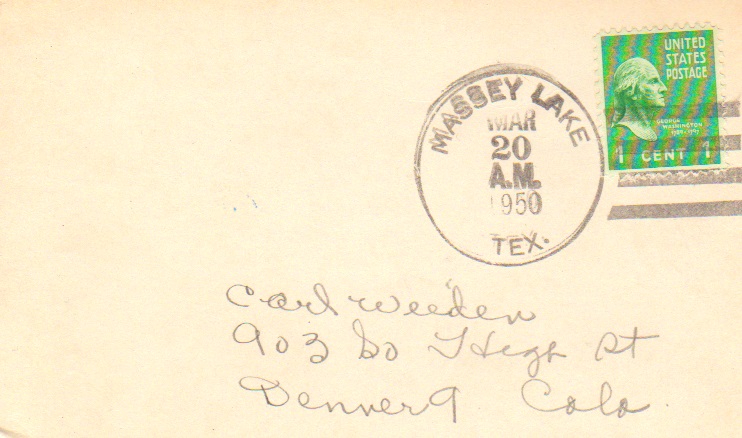 UNITED
STATES
POSTAGE
GEORGE
WASHINGTON
1 CENT 1
MASSEY LAKE
MAR
20
A.M.
1950
TEX.
Carl Weeden
903 So High St
Denver 9 Colo.